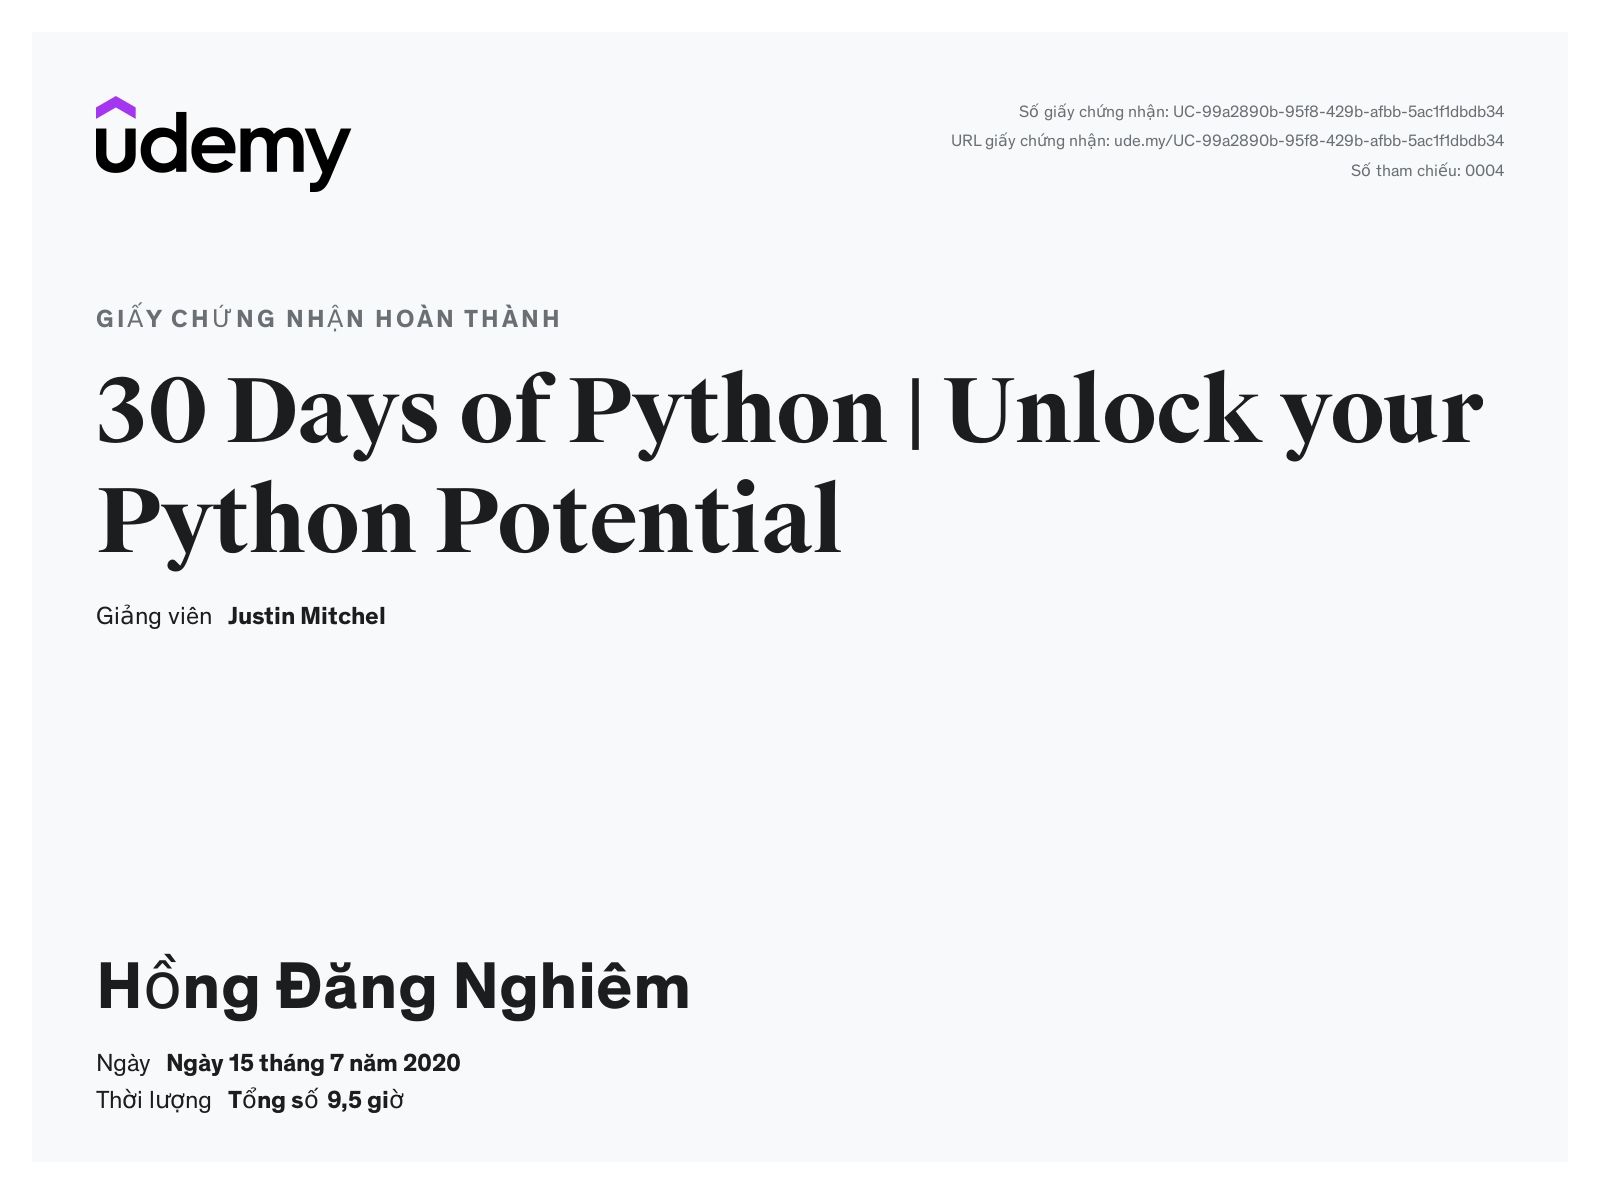 udemy
Số giấy chứng nhận: UC-99a2890b-95f8-429b-afbb-5ac1f1dbdb34
URL giấy chứng nhận: ude.my/UC-99a2890b-95f8-429b-afbb-5ac1f1dbdb34
Số tham chiếu: 0004
GIẤY CHỨNG NHẬN HOÀN THÀNH
30 Days of Python | Unlock your
Python Potential
Giảng viên Justin Mitchel
Hồng Đăng Nghiêm
Ngày Ngày 15 tháng 7 năm 2020
Thời lượng Tổng số 9,5 giờ